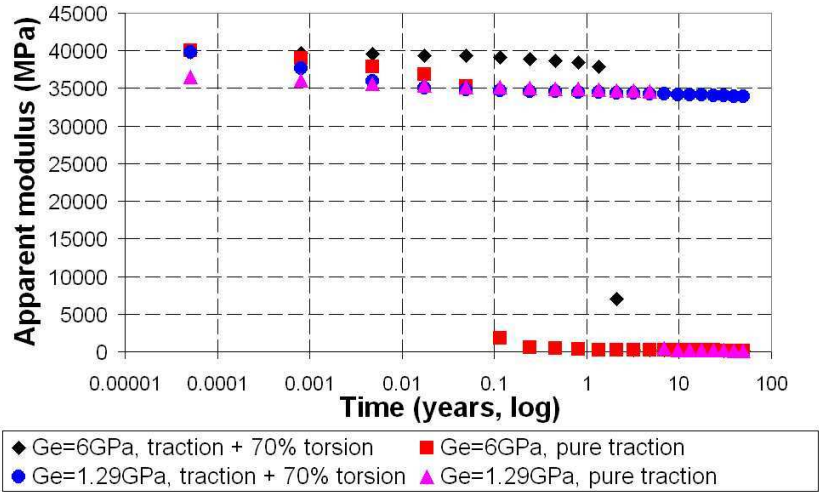 Apparent modulus (MPa)
45000
40000
35000
30000
25000
20000
15000
10000
5000
0
0.00001 0.0001 0.001 0.01 0.1 1 10 100
Time (years, log)
Ge=6GPa, traction + 70% torsion Ge=6GPa, pure traction
Ge=1.29GPa, traction + 70% torsion Ge=1.29GPa, pure traction